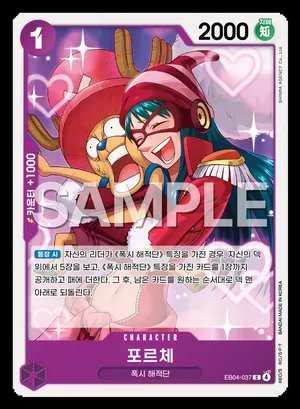 1
2000
지혜
知
카운터 +1000
SAMPLE
등장 시 자신의 리더가 《폭시 해적단》 특징을 가진 경우, 자신의 덱
위에서 5장을 보고, 《폭시 해적단》 특징을 가진 카드를 1장까지
공개하고 패에 더한다. 그 후, 남은 카드를 원하는 순서대로 덱 맨
아래로 되돌린다.
CHARACTER
포르체
폭시 해적단
EB04-037 C 4